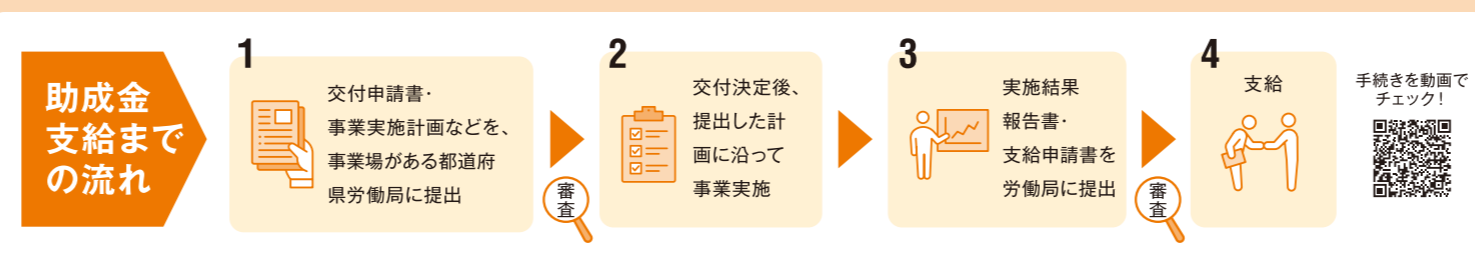 助成金
支給まで
の流れ
1
交付申請書・
事業実施計画などを、
事業場がある都道府
県労働局に提出
審査
2
交付決定後、
提出した計
画に沿って
事業実施
3
実施結果
報告書・
支給申請書を
労働局に提出
審査
4
支給
手続きを動画で
チェック！